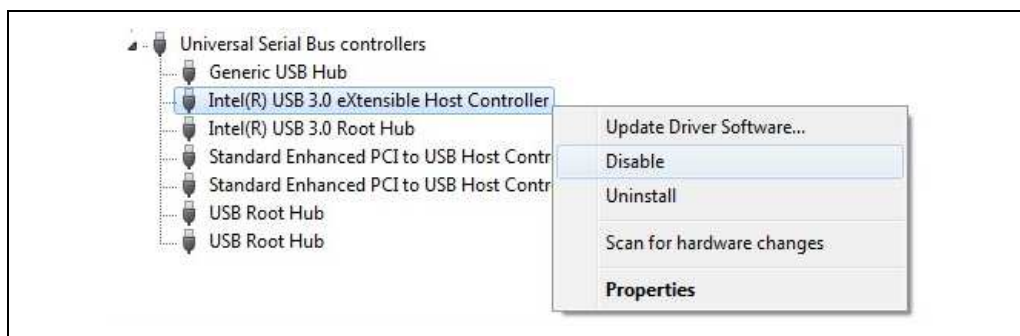 Universal Serial Bus controllers
Generic USB Hub
Intel(R) USB 3.0 eXtensible Host Controller
Intel(R) USB 3.0 Root Hub
Standard Enhanced PCI to USB Host Contr
Standard Enhanced PCI to USB Host Contr
USB Root Hub
USB Root Hub
Update Driver Software...
Disable
Uninstall
Scan for hardware changes
Properties